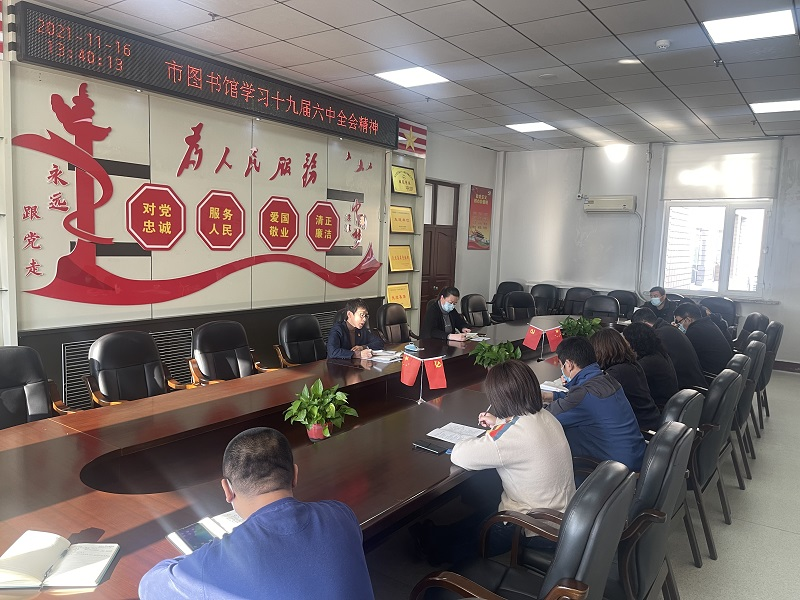 2021-11-16
13:40:13
市图书馆学习十九届六中全会精神
为人民服务
永远
跟党走
对党
忠诚
服务
人民
爱国
敬业
清正
廉洁